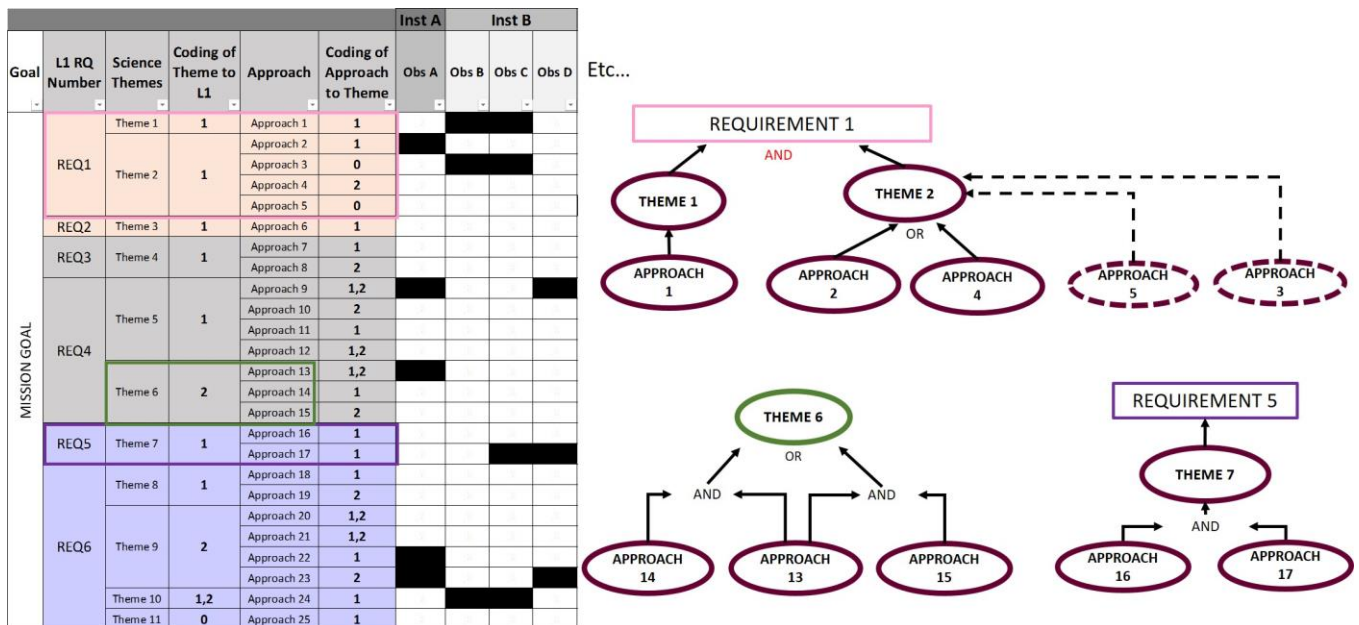 Inst A Inst B
Goal L1 RQ Number Science Themes Coding of Theme to L1 Approach Coding of Approach to Theme Obs A Obs B Obs C Obs D
MISSION GOAL
REQ1 Theme 1 1 Approach 1 1
Theme 2 1 Approach 2 1
Approach 3 0
Approach 4 2
Approach 5 0
REQ2 Theme 3 1 Approach 6 1
REQ3 Theme 4 1 Approach 7 1
Approach 8 2
REQ4 Theme 5 1 Approach 9 1,2
Approach 10 2
Approach 11 1
Approach 12 1,2
Theme 6 2 Approach 13 1,2
Approach 14 1
Approach 15 2
REQ5 Theme 7 1 Approach 16 1
Approach 17 1
REQ6 Theme 8 1 Approach 18 1
Approach 19 2
Theme 9 2 Approach 20 1,2
Approach 21 1,2
Approach 22 1
Approach 23 2
Theme 10 1,2 Approach 24 1
Theme 11 0 Approach 25 1
Etc...
REQUIREMENT 1
AND
THEME 1
THEME 2
OR
APPROACH
1
APPROACH
2
APPROACH
4
APPROACH
5
APPROACH
3
THEME 6
OR
AND
AND
APPROACH
14
APPROACH
13
APPROACH
15
REQUIREMENT 5
THEME 7
AND
APPROACH
16
APPROACH
17